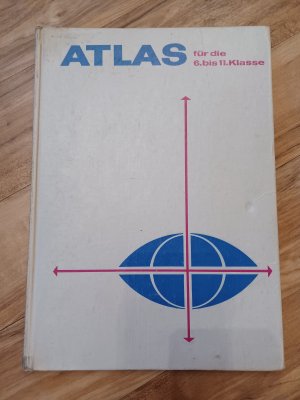 ATLAS
für die
6. bis 11. Klasse